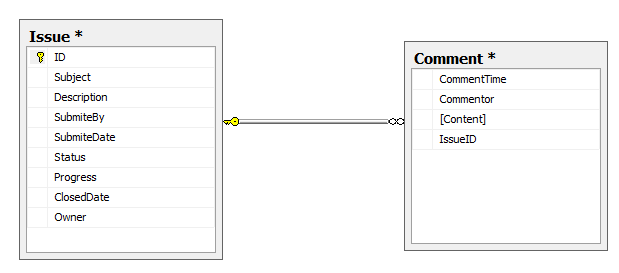 Issue *
ID
Subject
Description
SubmiteBy
SubmiteDate
Status
Progress
ClosedDate
Owner
Comment *
CommentTime
Commentor
[Content]
IssueID